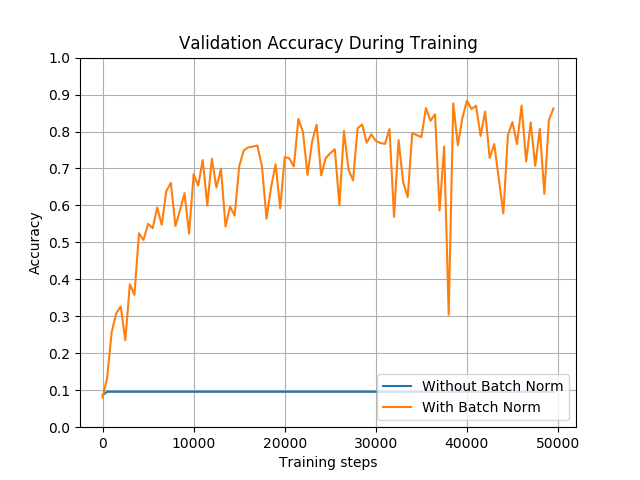 Validation Accuracy During Training
1.0
0.9
0.8
0.7
0.6
0.5
0.4
0.3
0.2
0.1
0.0
Accuracy
Without Batch Norm
With Batch Norm
0 10000 20000 30000 40000 50000
Training steps